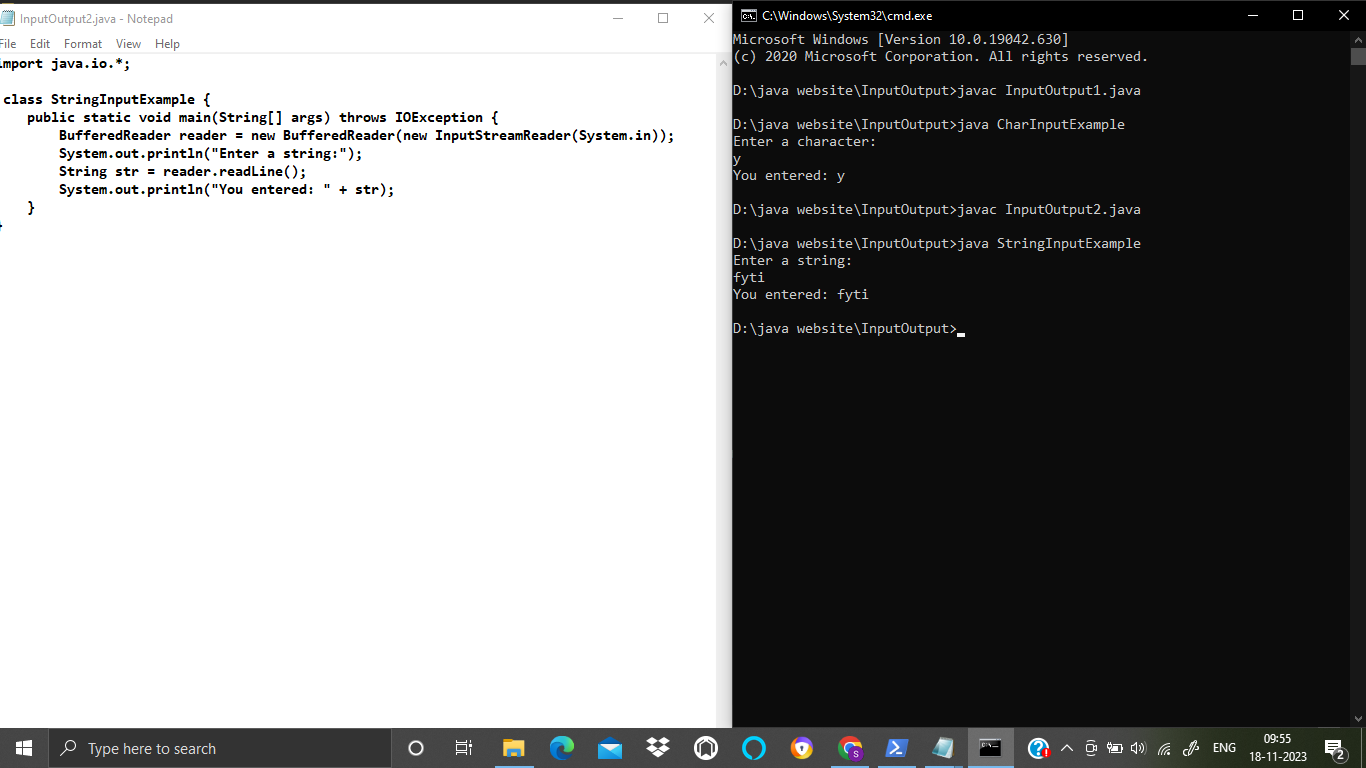 InputOutput2.java - Notepad
File Edit Format View Help
import java.io.*;
class StringInputExample {
public static void main(String[] args) throws IOException {
BufferedReader reader = new BufferedReader(new InputStreamReader(System.in));
System.out.println("Enter a string:");
String str = reader.readLine();
System.out.println("You entered: " + str);
}
}
C:\Windows\System32\cmd.exe
Microsoft Windows [Version 10.0.19042.630]
(c) 2020 Microsoft Corporation. All rights reserved.
D:\java website\InputOutput>javac InputOutput1.java
D:\java website\InputOutput>java CharInputExample
Enter a character:
y
You entered: y
D:\java website\InputOutput>javac InputOutput2.java
D:\java website\InputOutput>java StringInputExample
Enter a string:
fyti
You entered: fyti
D:\java website\InputOutput>
Type here to search
ENG
09:55
18-11-2023
2